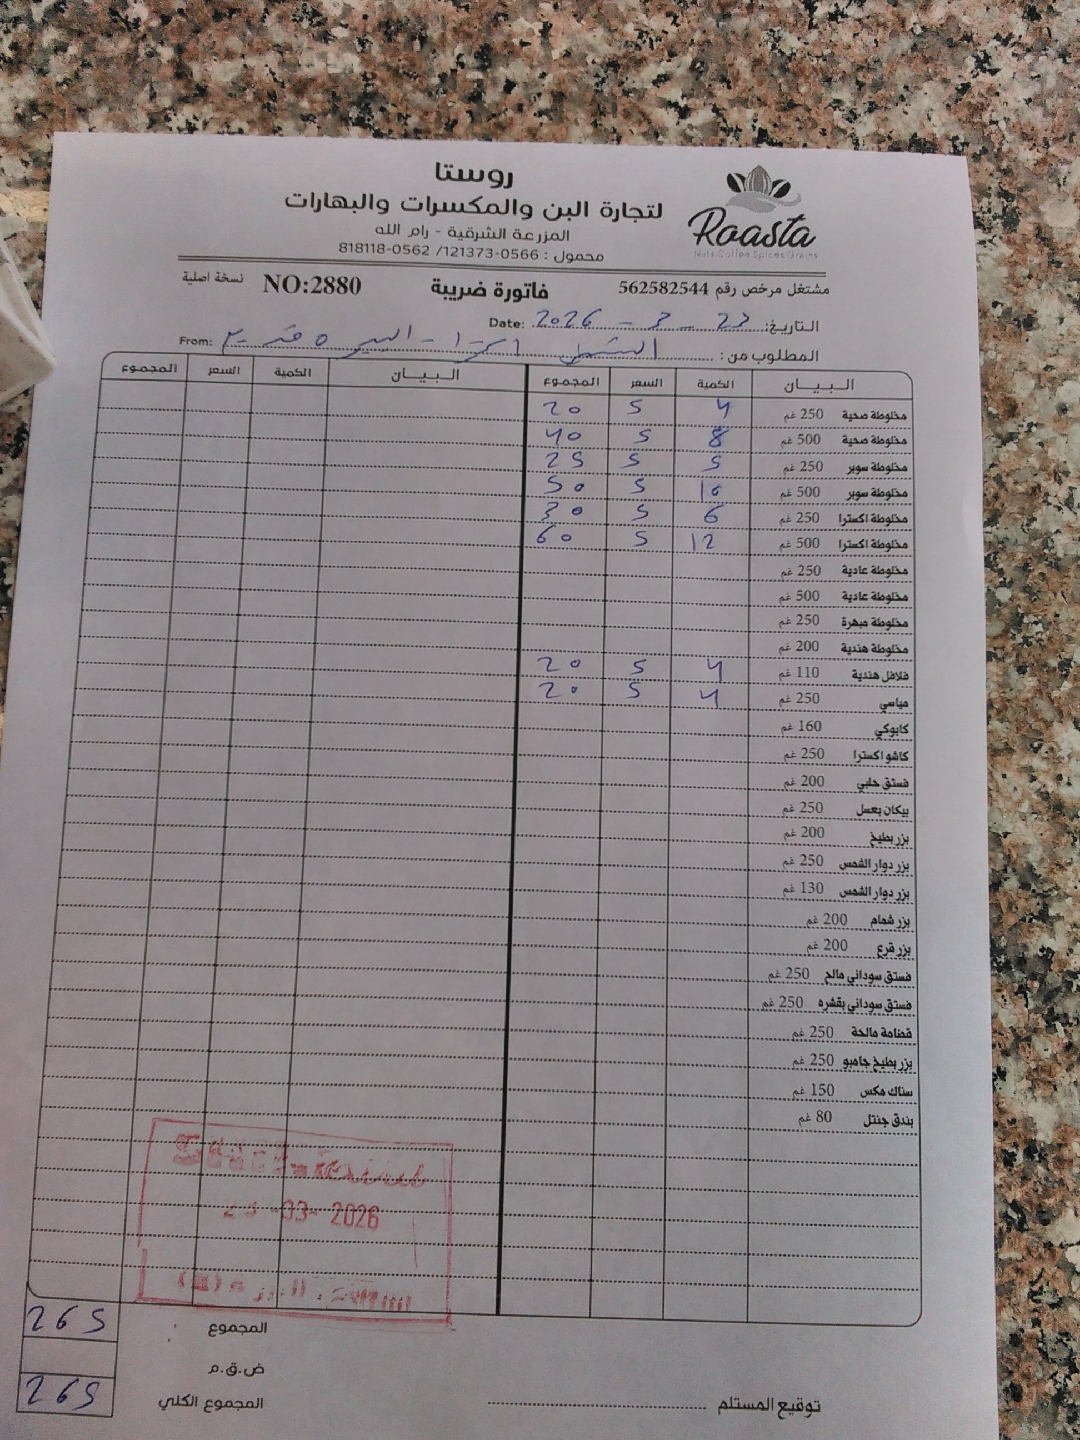 روستا
لتجارة البن والمكسرات والبهارات
المزرعة الشرقية - رام الله
محمول : 0566-121373/ 0562-818118
Roasta
Nuts.Coffee.Spices.Grains
مشتغل مرخص رقم 562582544 فاتورة ضريبة NO:2880 نسخة اصلية
التاريخ: 23 - 3 - 2026 Date:
المطلوب من: From:
البيان الكمية السعر المجموع البيان الكمية السعر المجموع
مخلوطة صحية 250 غم 4 5 20
مخلوطة صحية 500 غم 8 5 40
مخلوطة سوبر 250 غم 5 5 25
مخلوطة سوبر 500 غم 10 5 50
مخلوطة اكسترا 250 غم 6 5 30
مخلوطة اكسترا 500 غم 12 5 60
مخلوطة عادية 250 غم
مخلوطة عادية 500 غم
مخلوطة مبهرة 250 غم
مخلوطة هندية 200 غم
فلافل هندية 110 غم 4 5 20
مياسي 250 غم 4 5 20
كابوكي 160 غم
كاشو اكسترا 250 غم
فستق حلبي 200 غم
بيكان بعسل 250 غم
بزر بطيخ 200 غم
بزر دوار الشمس 250 غم
بزر دوار الشمس 130 غم
بزر شمام 200 غم
بزر قرع 200 غم
فستق سوداني مالح 250 غم
فستق سوداني بقشره 250 غم
قضامة مالحة 250 غم
بزر بطيخ جامبو 250 غم
سناك مكس 150 غم
بندق جنتل 80 غم
23 -03- 2026
المجموع 265
ض.ق.م
المجموع الكلي 265
توقيع المستلم